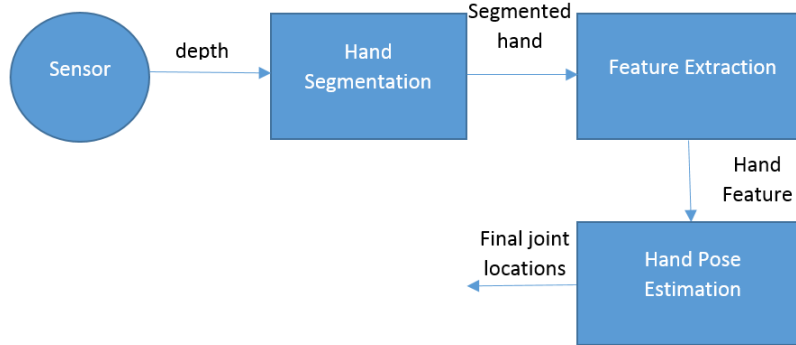 Sensor
depth
Hand
Segmentation
Segmented
hand
Feature Extraction
Hand
Feature
Hand Pose
Estimation
Final joint
locations